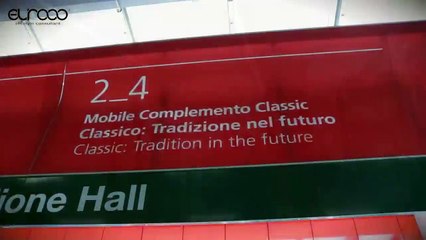 eurooo
2_4
Mobile Complemento Classic
Classico: Tradizione nel futuro
Classic: Tradition in the future
ione Hall